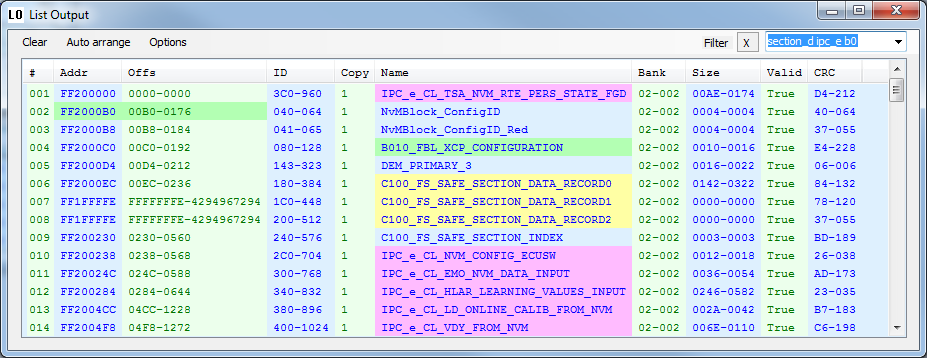 LO List Output
Clear Auto arrange Options Filter X section_d ipc_e b0
# Addr Offs ID Copy Name Bank Size Valid CRC
001 FF200000 0000-0000 3C0-960 1 IPC_e_CL_TSA_NVM_RTE_PERS_STATE_FGD 02-002 00AE-0174 True D4-212
002 FF2000B0 00B0-0176 040-064 1 NvMBlock_ConfigID 02-002 0004-0004 True 40-064
003 FF2000B8 00B8-0184 041-065 1 NvMBlock_ConfigID_Red 02-002 0004-0004 True 37-055
004 FF2000C0 00C0-0192 080-128 1 B010_FBL_XCP_CONFIGURATION 02-002 0010-0016 True E4-228
005 FF2000D4 00D4-0212 143-323 1 DEM_PRIMARY_3 02-002 0016-0022 True 06-006
006 FF2000EC 00EC-0236 180-384 1 C100_FS_SAFE_SECTION_DATA_RECORD0 02-002 0142-0322 True 84-132
007 FF1FFFFE FFFFFFFE-4294967294 1C0-448 1 C100_FS_SAFE_SECTION_DATA_RECORD1 02-002 0000-0000 True 78-120
008 FF1FFFFE FFFFFFFE-4294967294 200-512 1 C100_FS_SAFE_SECTION_DATA_RECORD2 02-002 0000-0000 True 37-055
009 FF200230 0230-0560 240-576 1 C100_FS_SAFE_SECTION_INDEX 02-002 0003-0003 True BD-189
010 FF200238 0238-0568 2C0-704 1 IPC_e_CL_NVM_CONFIG_ECUSW 02-002 0012-0018 True 26-038
011 FF20024C 024C-0588 300-768 1 IPC_e_CL_EMO_NVM_DATA_INPUT 02-002 0036-0054 True AD-173
012 FF200284 0284-0644 340-832 1 IPC_e_CL_HLAR_LEARNING_VALUES_INPUT 02-002 0246-0582 True 23-035
013 FF2004CC 04CC-1228 380-896 1 IPC_e_CL_LD_ONLINE_CALIB_FROM_NVM 02-002 002A-0042 True B7-183
014 FF2004F8 04F8-1272 400-1024 1 IPC_e_CL_VDY_FROM_NVM 02-002 006E-0110 True C6-198